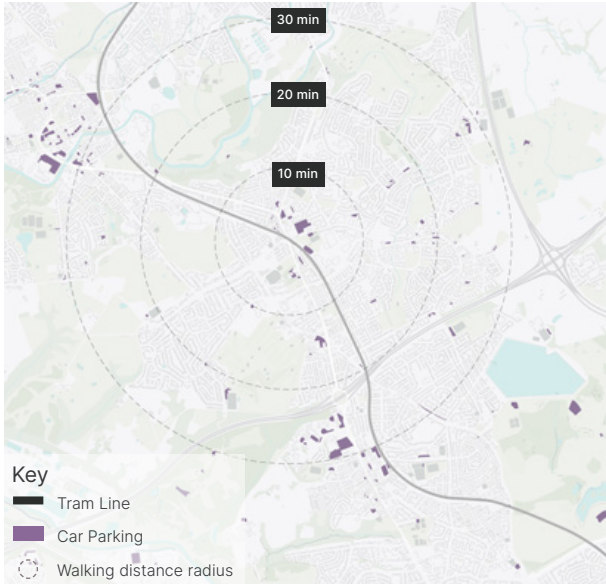 30 min
20 min
10 min
Key
Tram Line
Car Parking
Walking distance radius